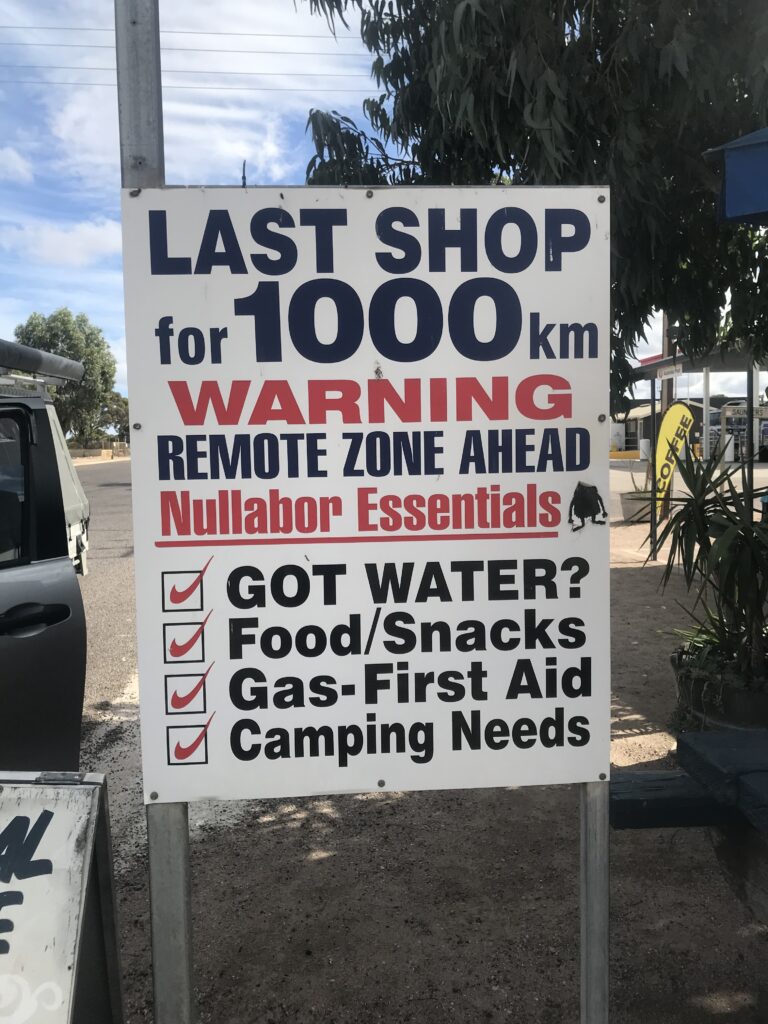 LAST SHOP
for 1000 km
WARNING
REMOTE ZONE AHEAD
Nullabor Essentials
GOT WATER?
Food/Snacks
Gas-First Aid
Camping Needs
COFFEE